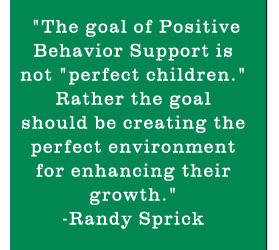 "The goal of Positive
Behavior Support is
not "perfect children."
Rather the goal
should be creating the
perfect environment
for enhancing their
growth."
-Randy Sprick